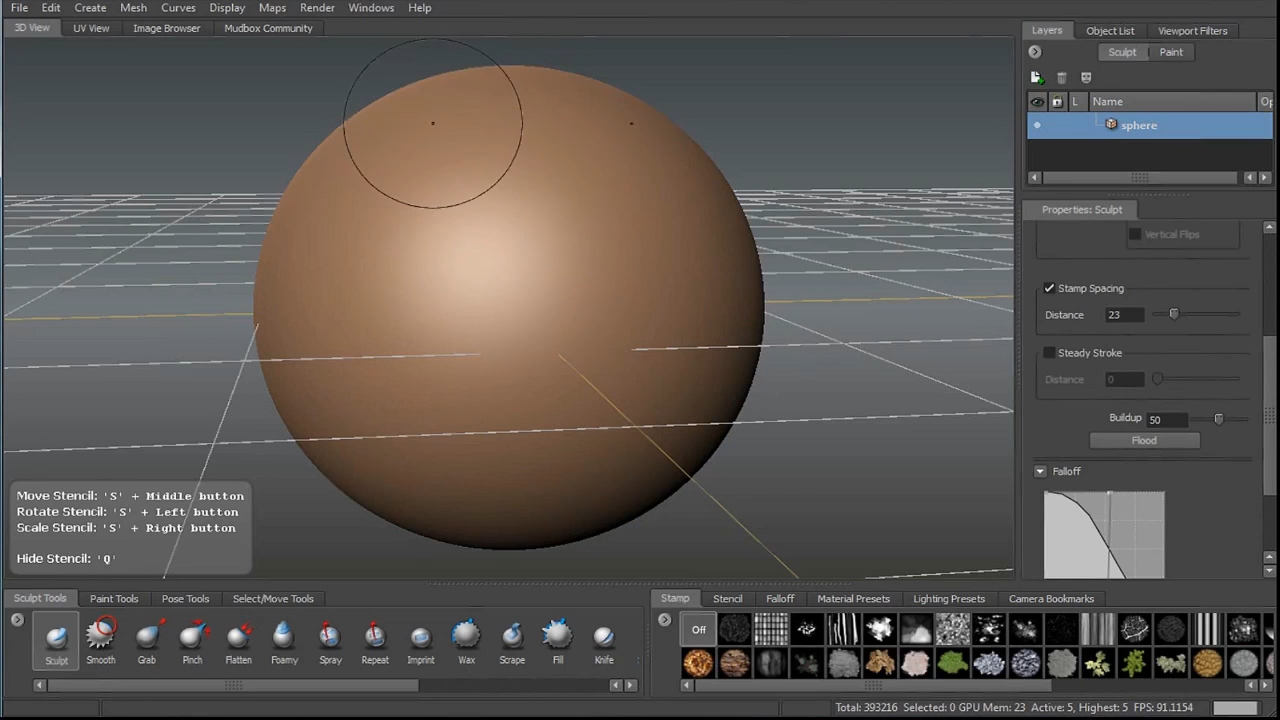 File Edit Create Mesh Curves Display Maps Render Windows Help
3D View UV View Image Browser Mudbox Community
Layers Object List Viewport Filters
Sculpt Paint
L Name Op
sphere
Properties: Sculpt
Vertical Flips
Stamp Spacing
Distance 23
Steady Stroke
Distance 0
Buildup 50
Flood
Falloff
Move Stencil: 'S' + Middle button
Rotate Stencil: 'S' + Left button
Scale Stencil: 'S' + Right button
Hide Stencil: 'Q'
Sculpt Tools Paint Tools Pose Tools Select/Move Tools
Stamp Stencil Falloff Material Presets Lighting Presets Camera Bookmarks
Off
Sculpt Smooth Grab Pinch Flatten Foamy Spray Repeat Imprint Wax Scrape Fill Knife
Total: 393216 Selected: 0 GPU Mem: 23 Active: 5, Highest: 5 FPS: 91.1154